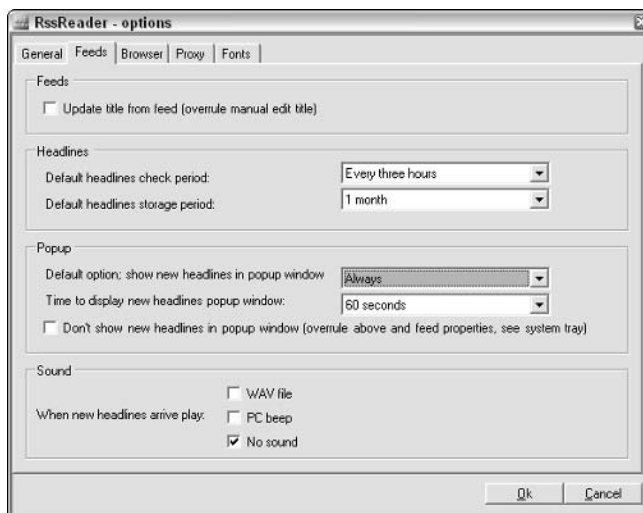 RssReader - options
General Feeds Browser Proxy Fonts
Feeds
Update title from feed (overrule manual edit title)
Headlines
Default headlines check period: Every three hours
Default headlines storage period: 1 month
Popup
Default option; show new headlines in popup window Always
Time to display new headlines popup window: 60 seconds
Don't show new headlines in popup window (overrule above and feed properties, see system tray)
Sound
WAV file
When new headlines arrive play: PC beep
No sound
Ok Cancel